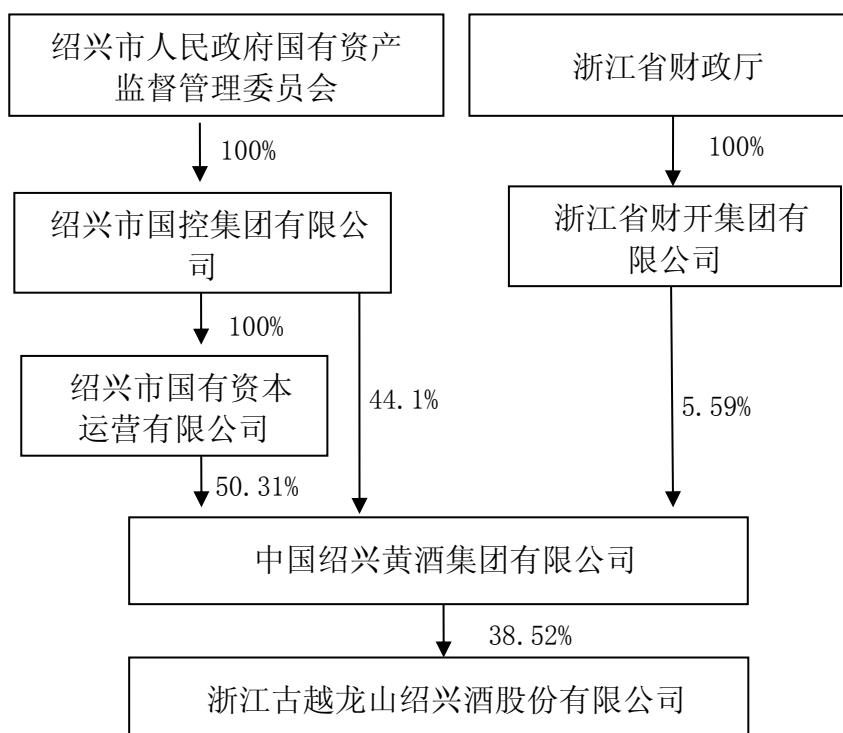 绍兴市人民政府国有资产
监督管理委员会
浙江省财政厅
100%
100%
绍兴市国控集团有限公
司
浙江省财开集团有
限公司
100%
绍兴市国有资本
运营有限公司
44.1%
5.59%
50.31%
中国绍兴黄酒集团有限公司
38.52%
浙江古越龙山绍兴酒股份有限公司